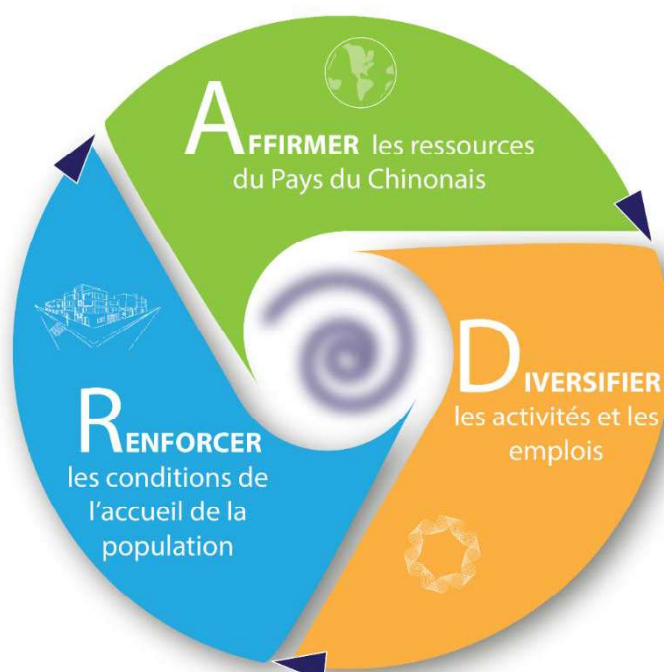 AFFIRMER les ressources
du Pays du Chinonais
DIVERSIFIER
les activités et les
emplois
RENFORCER
les conditions de
l'accueil de la
population